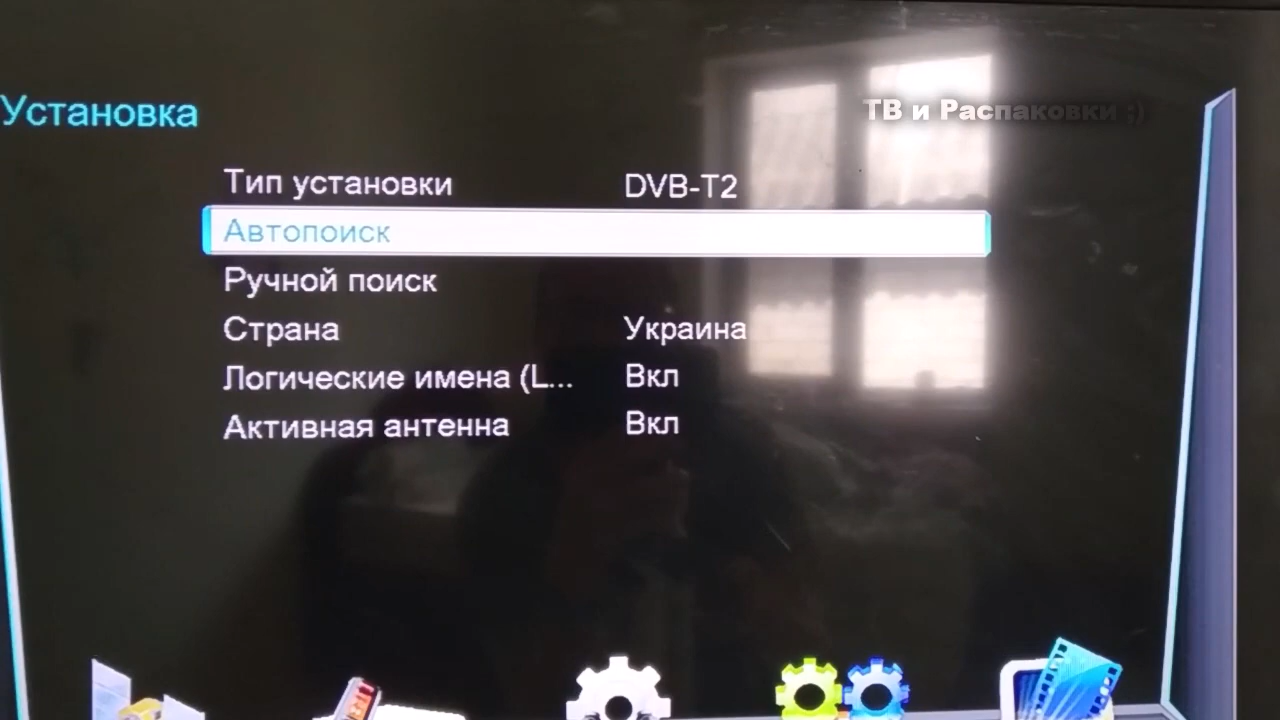 Установка
ТВ и Распаковки ;)
Тип установки DVB-T2
Автопоиск
Ручной поиск
Страна Украина
Логические имена (L... Вкл
Активная антенна Вкл